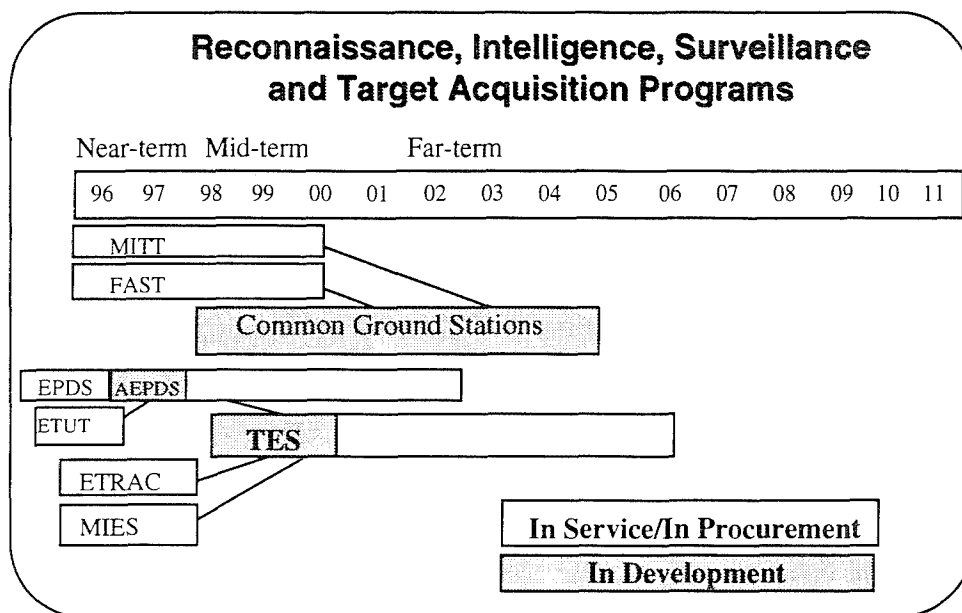 Reconnaissance, Intelligence, Surveillance
and Target Acquisition Programs
Near-term Mid-term Far-term
96 97 98 99 00 01 02 03 04 05 06 07 08 09 10 11
MITT
FAST
Common Ground Stations
EPDS AEPDS
ETUT
TES
ETRAC
MIES
In Service/In Procurement
In Development